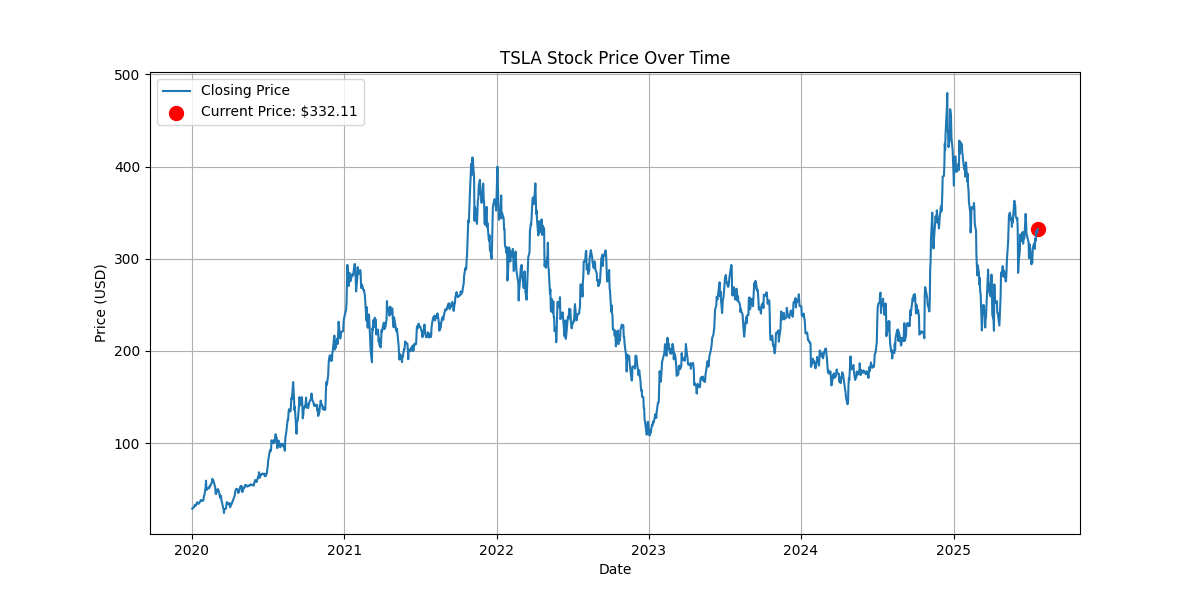 TSLA Stock Price Over Time
Closing Price
Current Price: $332.11
500
400
300
200
100
Price (USD)
2020
2021
2022
2023
2024
2025
Date